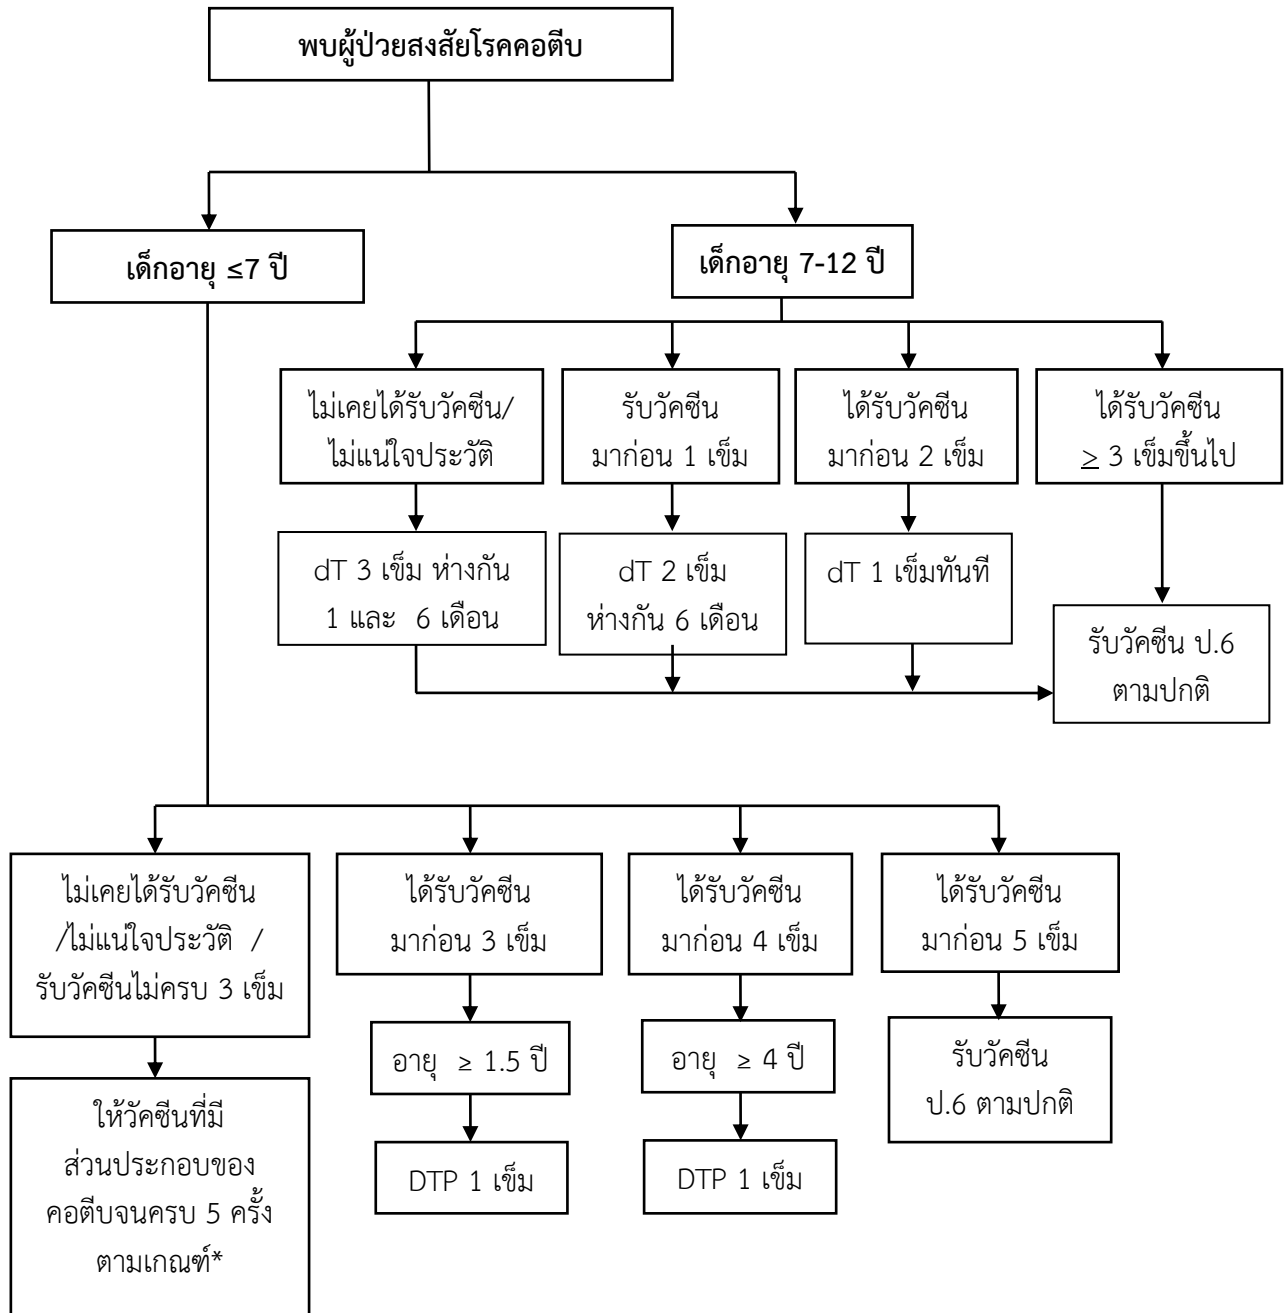 พบผู้ป่วยสงสัยโรคคอตีบ
เด็กอายุ ≤7 ปี
เด็กอายุ 7-12 ปี
ไม่เคยได้รับวัคซีน/
ไม่แน่ใจประวัติ
รับวัคซีน
มาก่อน 1 เข็ม
ได้รับวัคซีน
มาก่อน 2 เข็ม
ได้รับวัคซีน
≥ 3 เข็มขึ้นไป
dT 3 เข็ม ห่างกัน
1 และ 6 เดือน
dT 2 เข็ม
ห่างกัน 6 เดือน
dT 1 เข็มทันที
รับวัคซีน ป.6
ตามปกติ
ไม่เคยได้รับวัคซีน
/ไม่แน่ใจประวัติ /
รับวัคซีนไม่ครบ 3 เข็ม
ได้รับวัคซีน
มาก่อน 3 เข็ม
ได้รับวัคซีน
มาก่อน 4 เข็ม
ได้รับวัคซีน
มาก่อน 5 เข็ม
อายุ ≥ 1.5 ปี
อายุ ≥ 4 ปี
รับวัคซีน
ป.6 ตามปกติ
ให้วัคซีนที่มี
ส่วนประกอบของ
คอตีบจนครบ 5 ครั้ง
ตามเกณฑ์*
DTP 1 เข็ม
DTP 1 เข็ม